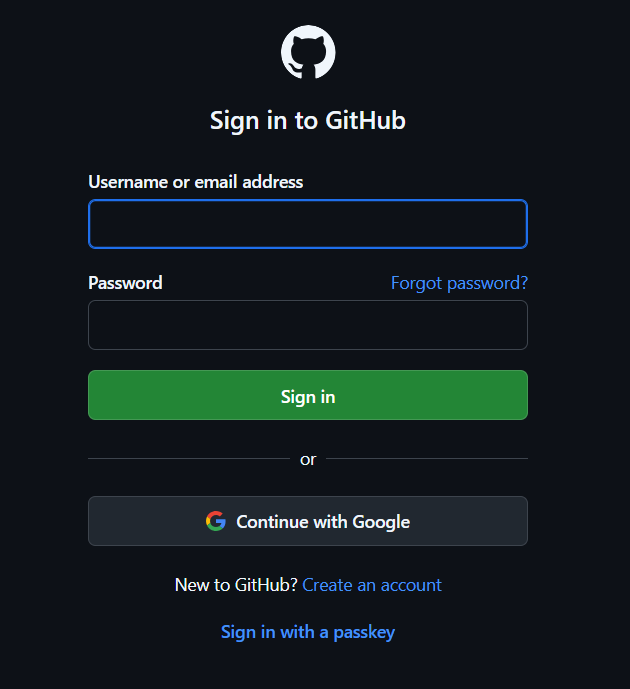 Sign in to GitHub
Username or email address
Password Forgot password?
Sign in
or
Continue with Google
New to GitHub? Create an account
Sign in with a passkey